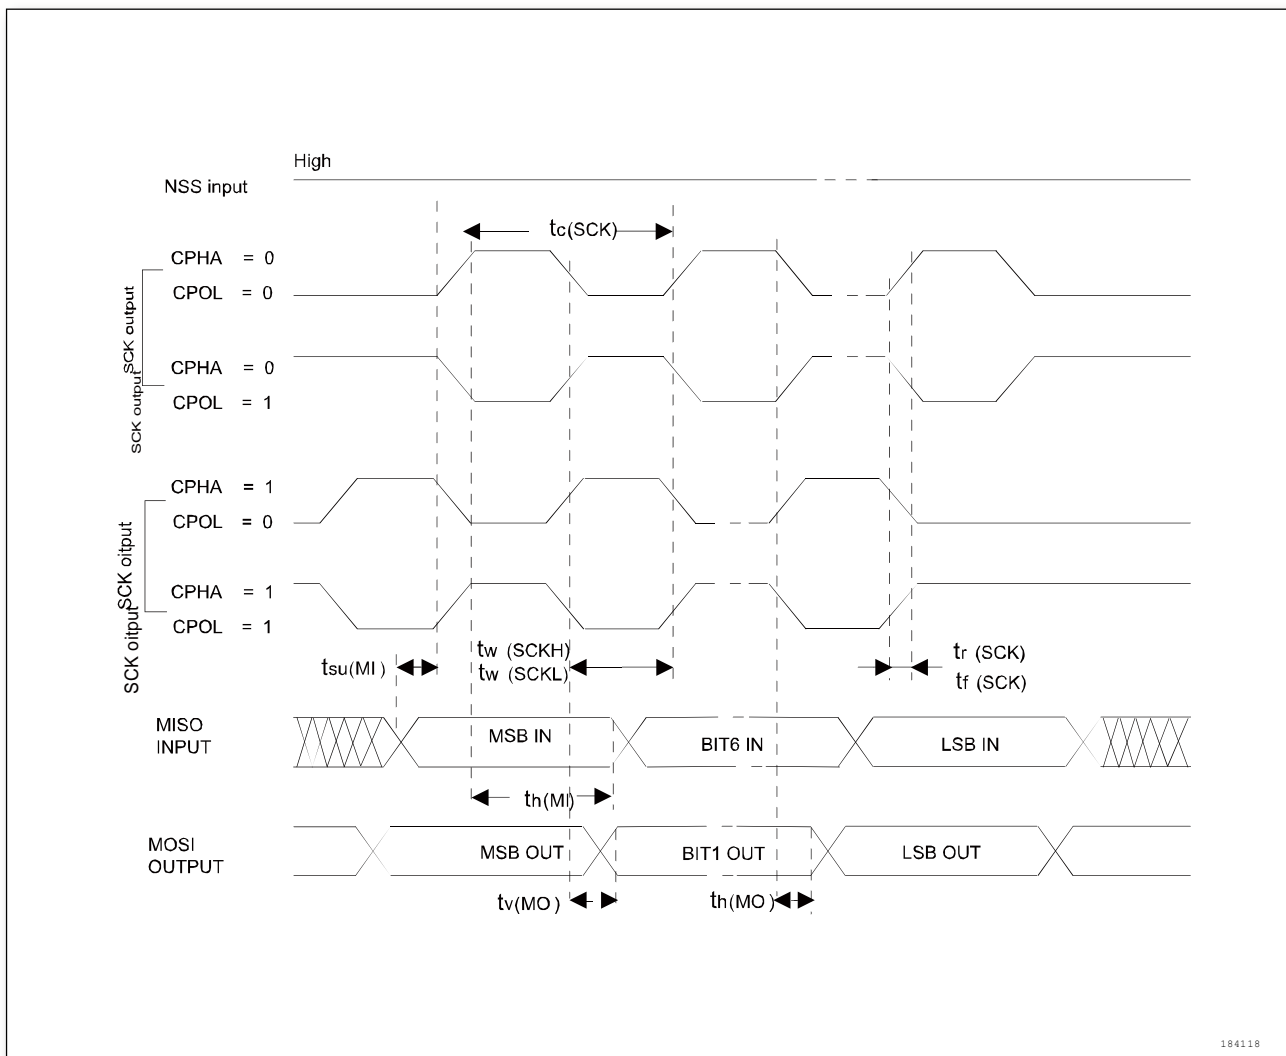 High
NSS input
tc(SCK)
CPHA = 0
CPOL = 0
SCK output
CPHA = 0
CPOL = 1
SCK output
CPHA = 1
CPOL = 0
SCK oitput
CPHA = 1
CPOL = 1
SCK oitput
tsu(MI)
tw (SCKH)
tw (SCKL)
tr (SCK)
tf (SCK)
MISO
INPUT
MSB IN
BIT6 IN
LSB IN
th(MI)
MOSI
OUTPUT
MSB OUT
BIT1 OUT
LSB OUT
tv(MO)
th(MO)
184118